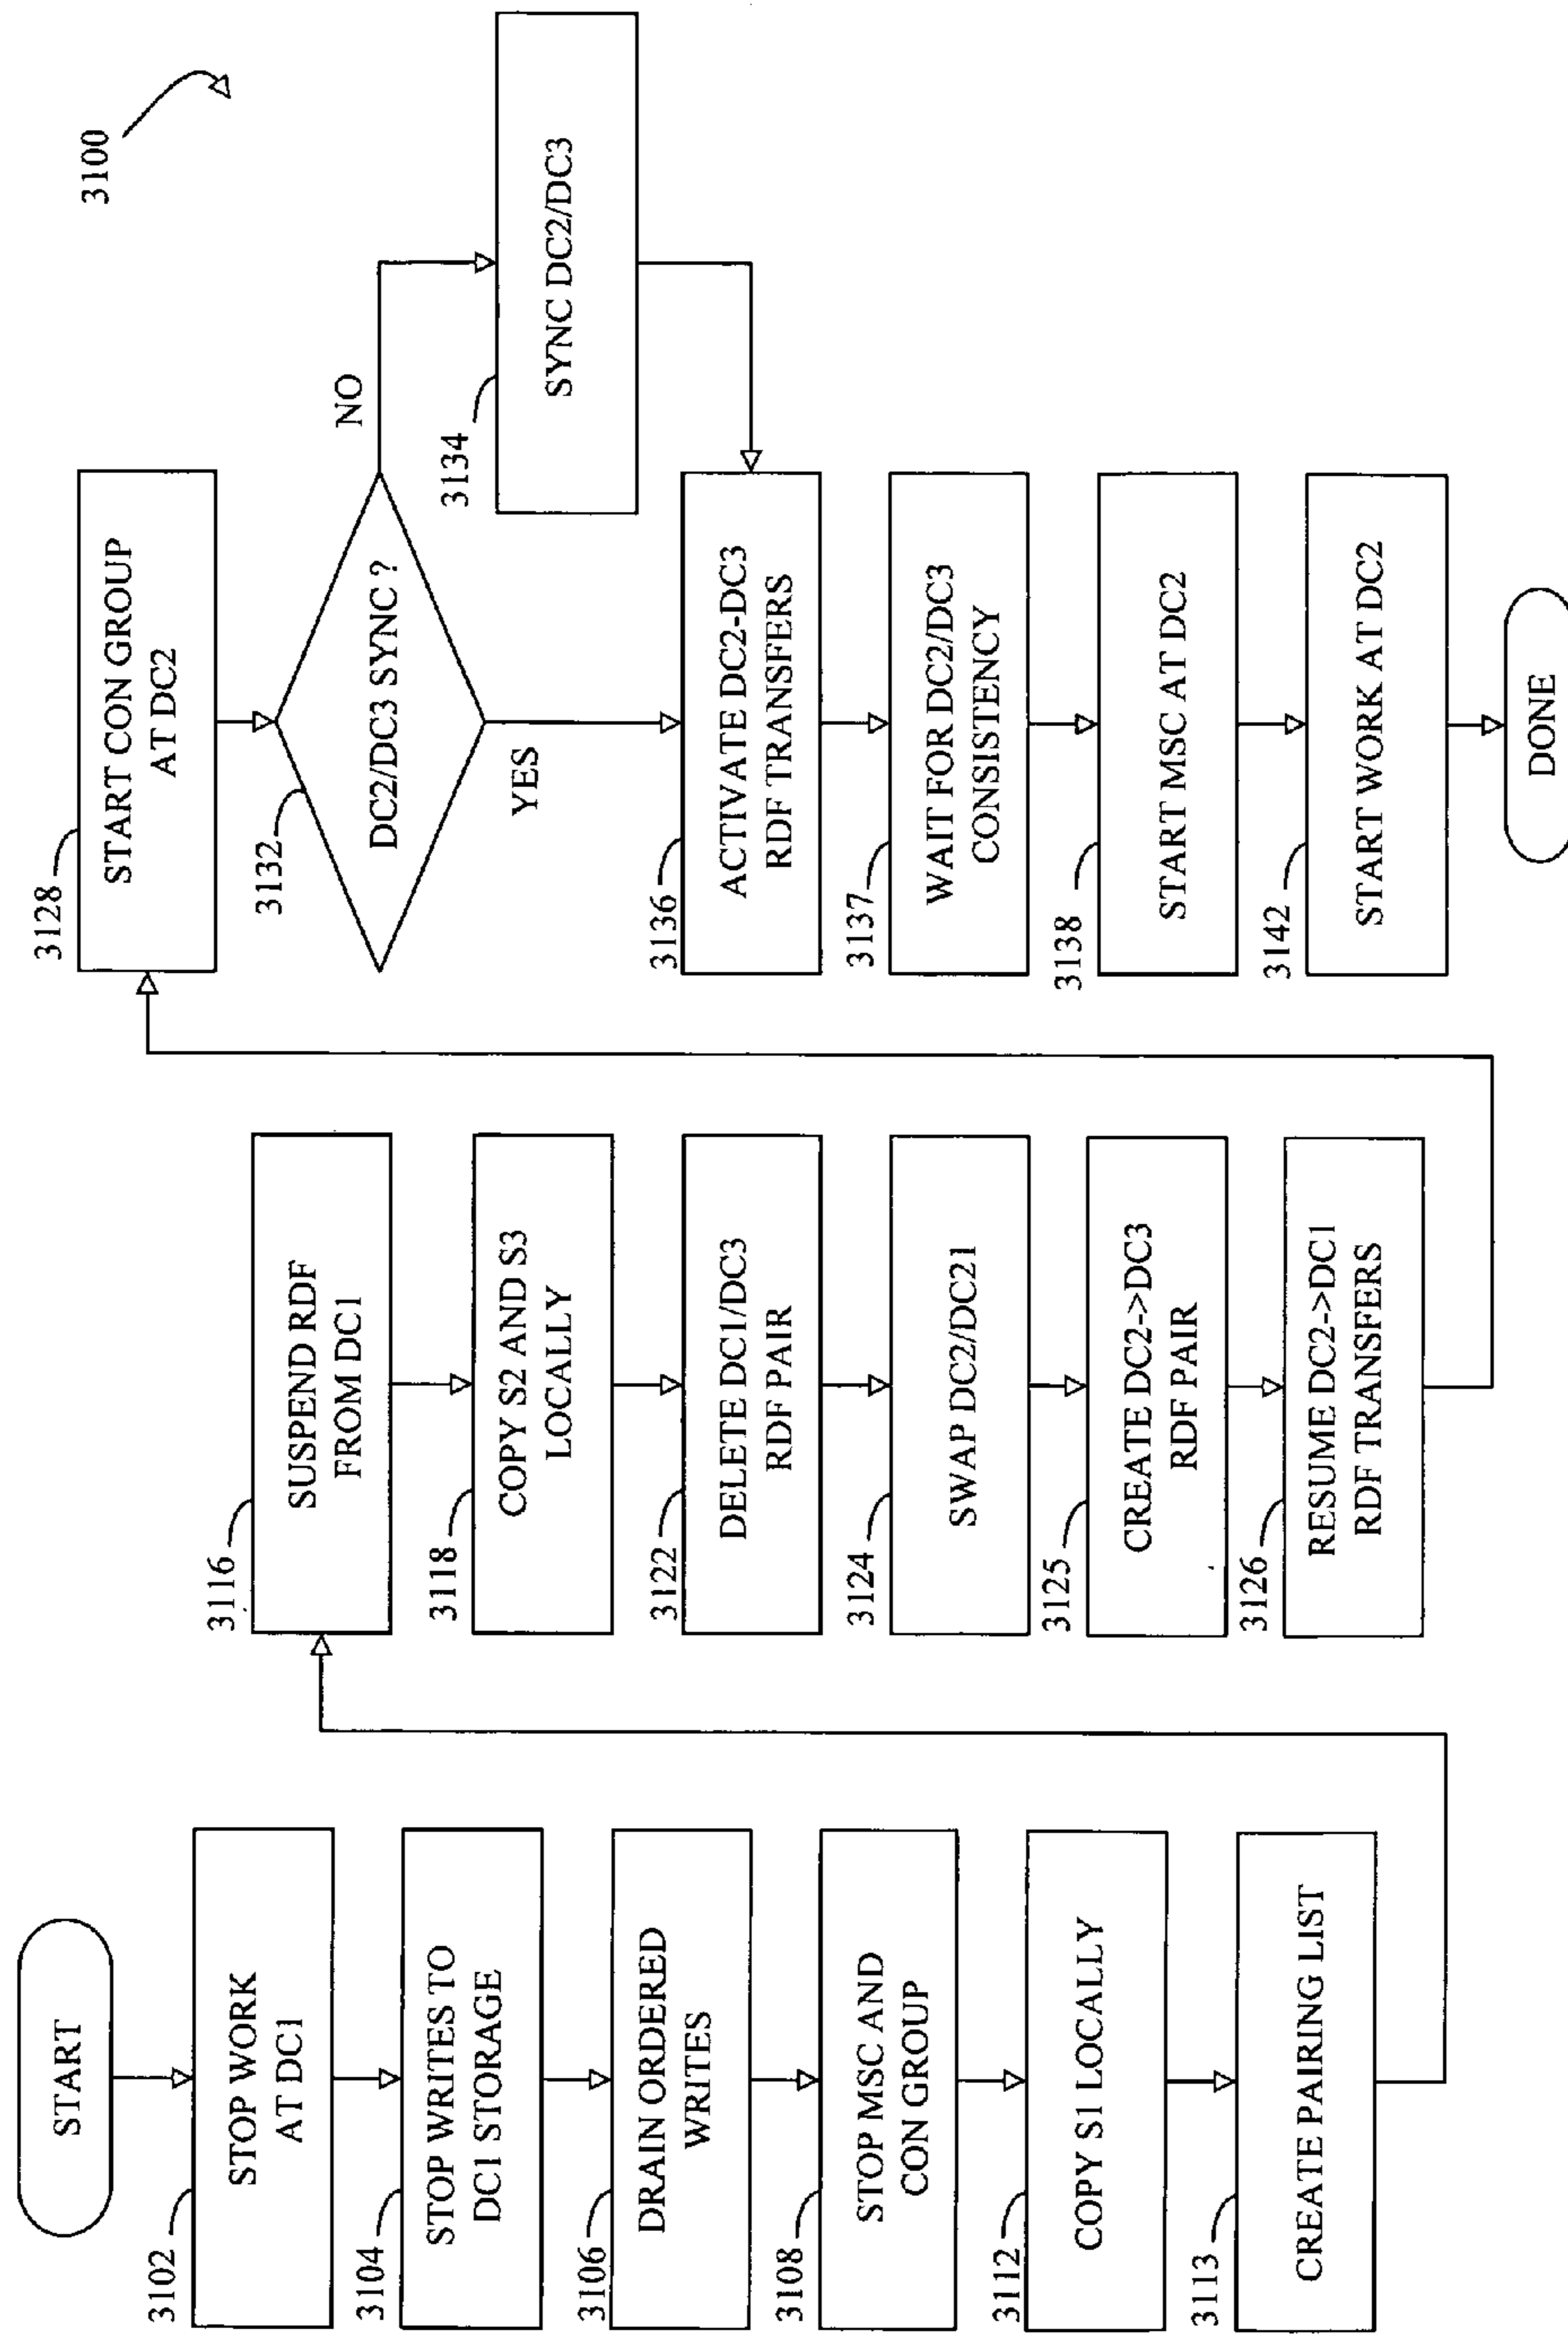 3100
START
3102
STOP WORK
AT DC1
3104
STOP WRITES TO
DC1 STORAGE
3106
DRAIN ORDERED
WRITES
3108
STOP MSC AND
CON GROUP
3112
COPY S1 LOCALLY
3113
CREATE PAIRING LIST
3116
SUSPEND RDF
FROM DC1
3118
COPY S2 AND S3
LOCALLY
3122
DELETE DC1/DC3
RDF PAIR
3124
SWAP DC2/DC21
3125
CREATE DC2->DC3
RDF PAIR
3126
RESUME DC2->DC1
RDF TRANSFERS
3128
START CON GROUP
AT DC2
3132
DC2/DC3 SYNC ?
NO
YES
3134
SYNC DC2/DC3
3136
ACTIVATE DC2-DC3
RDF TRANSFERS
3137
WAIT FOR DC2/DC3
CONSISTENCY
3138
START MSC AT DC2
3142
START WORK AT DC2
DONE